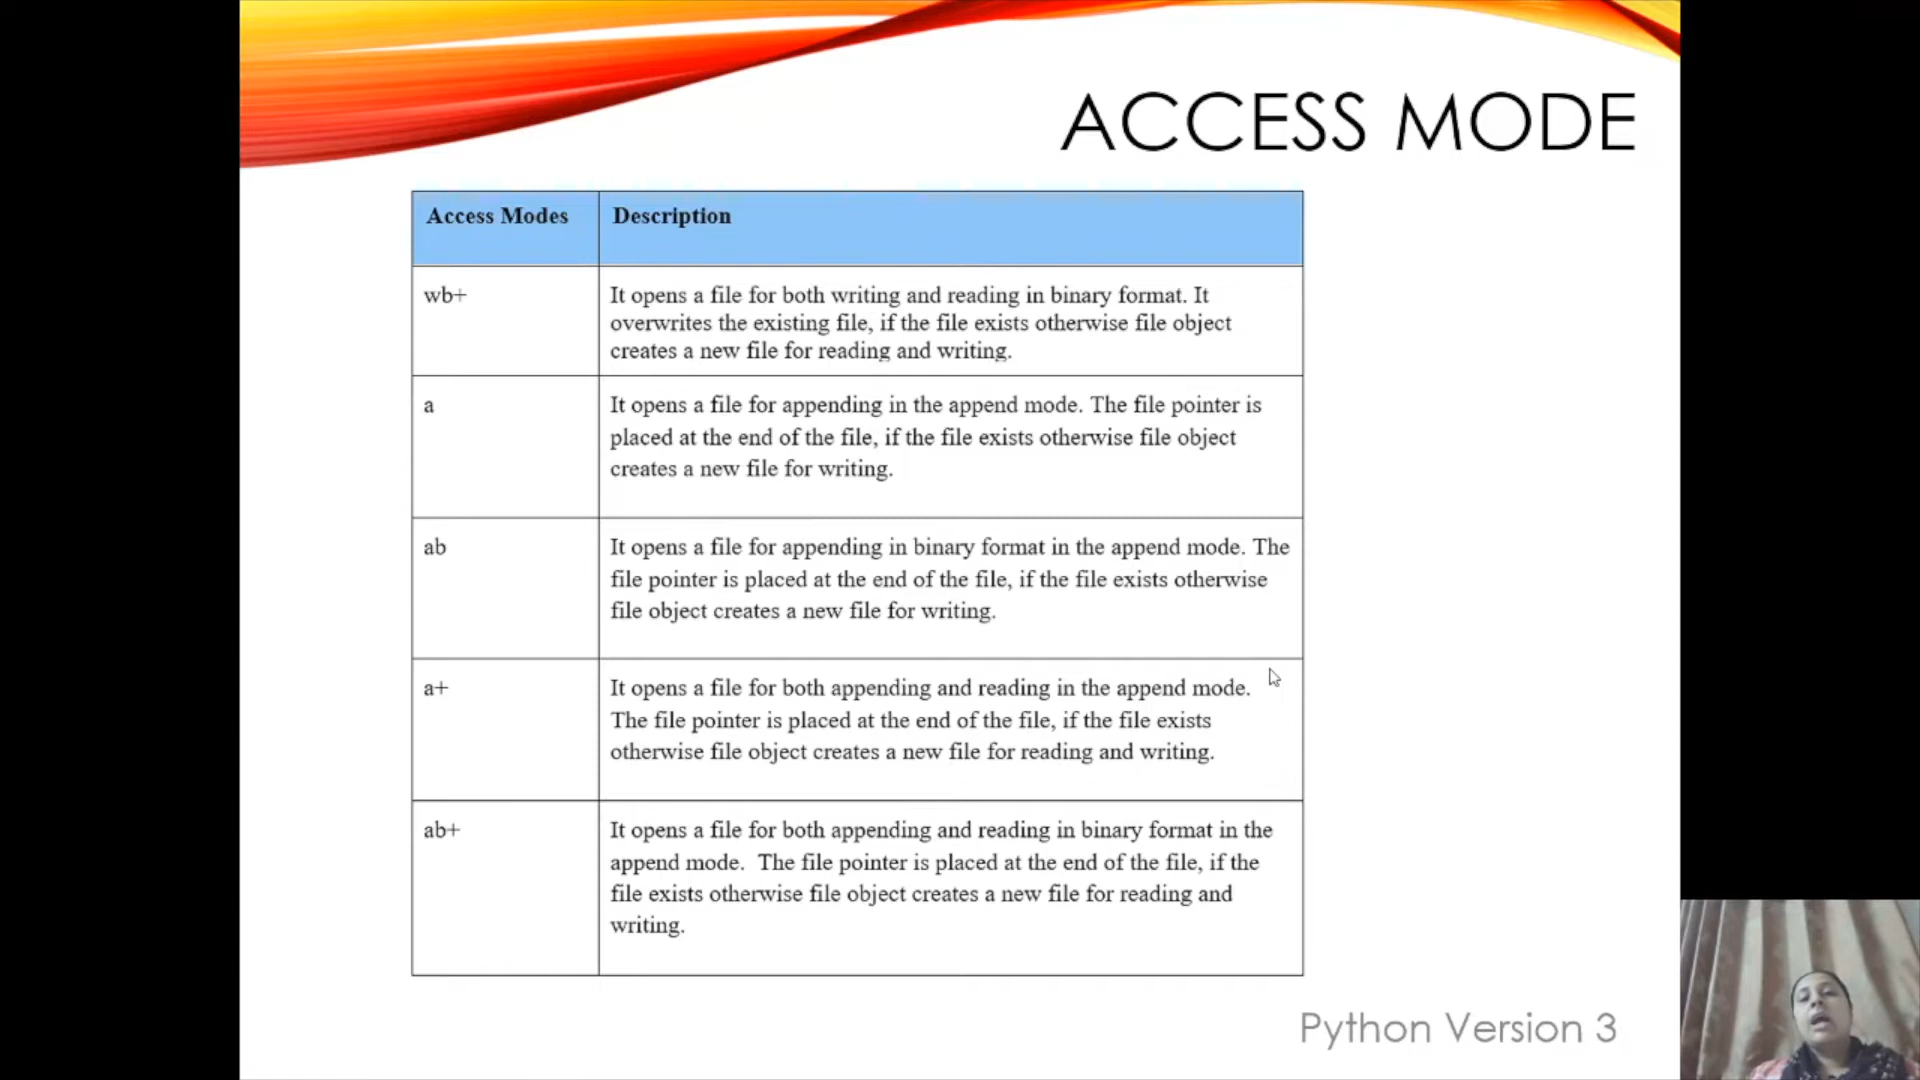 ACCESS MODE
Access Modes
Description
wb+
It opens a file for both writing and reading in binary format. It
overwrites the existing file, if the file exists otherwise file object
creates a new file for reading and writing.
a
It opens a file for appending in the append mode. The file pointer is
placed at the end of the file, if the file exists otherwise file object
creates a new file for writing.
ab
It opens a file for appending in binary format in the append mode. The
file pointer is placed at the end of the file, if the file exists otherwise
file object creates a new file for writing.
a+
It opens a file for both appending and reading in the append mode.
The file pointer is placed at the end of the file, if the file exists
otherwise file object creates a new file for reading and writing.
ab+
It opens a file for both appending and reading in binary format in the
append mode.  The file pointer is placed at the end of the file, if the
file exists otherwise file object creates a new file for reading and
writing.
Python Version 3